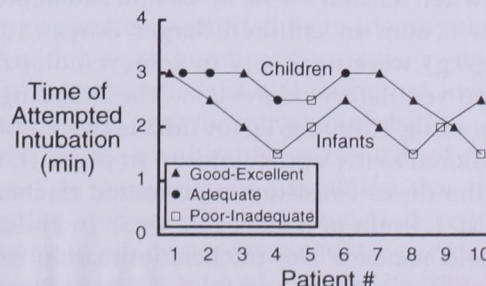 4
3
2
1
0
Time of
Attempted
Intubation
(min)
Children
Infants
Good-Excellent
Adequate
Poor-Inadequate
1 2 3 4 5 6 7 8 9 10
Patient #